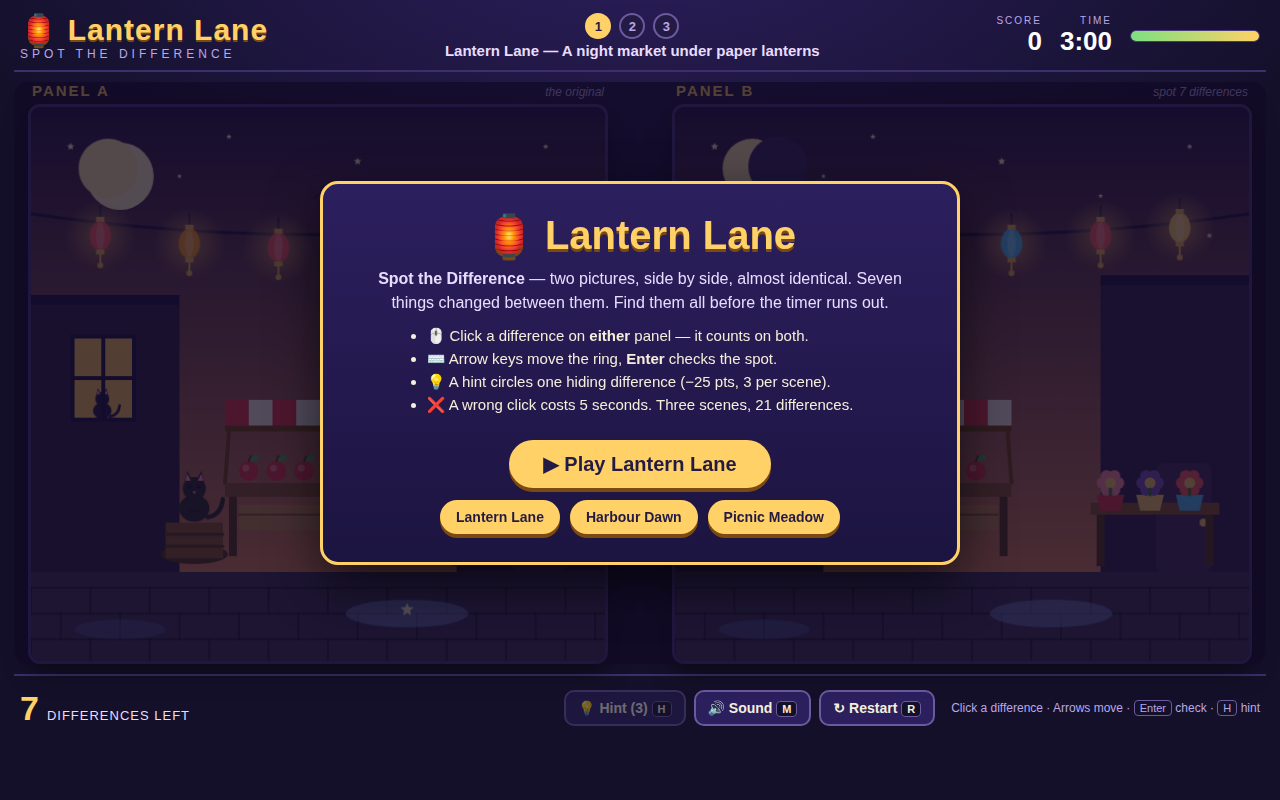 Lantern Lane
SPOT THE DIFFERENCE
1 2 3
Lantern Lane — A night market under paper lanterns
SCORE TIME
0 3:00
PANEL A the original
PANEL B spot 7 differences
Lantern Lane
Spot the Difference — two pictures, side by side, almost identical. Seven
things changed between them. Find them all before the timer runs out.
• 🖱️ Click a difference on either panel — it counts on both.
• ⌨️ Arrow keys move the ring, Enter checks the spot.
• 💡 A hint circles one hiding difference (−25 pts, 3 per scene).
• ❌ A wrong click costs 5 seconds. Three scenes, 21 differences.
▶ Play Lantern Lane
Lantern Lane Harbour Dawn Picnic Meadow
7 DIFFERENCES LEFT
💡 Hint (3) H 🔊 Sound M ↻ Restart R Click a difference · Arrows move · Enter check · H hint